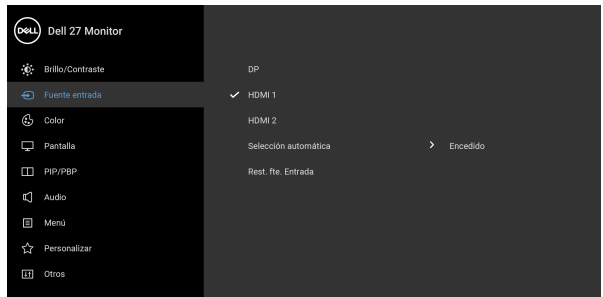 DELL Dell 27 Monitor
Brillo/Contraste
DP
Fuente entrada
HDMI 1
Color
HDMI 2
Pantalla
Selección automática
Encedido
PIP/PBP
Rest. fte. Entrada
Audio
Menú
Personalizar
Otros